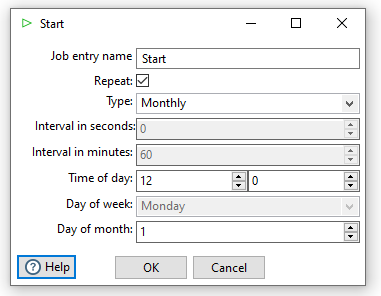 Start
Job entry name Start
Repeat:
Type: Monthly
Interval in seconds: 0
Interval in minutes: 60
Time of day: 12 0
Day of week: Monday
Day of month: 1
Help OK Cancel